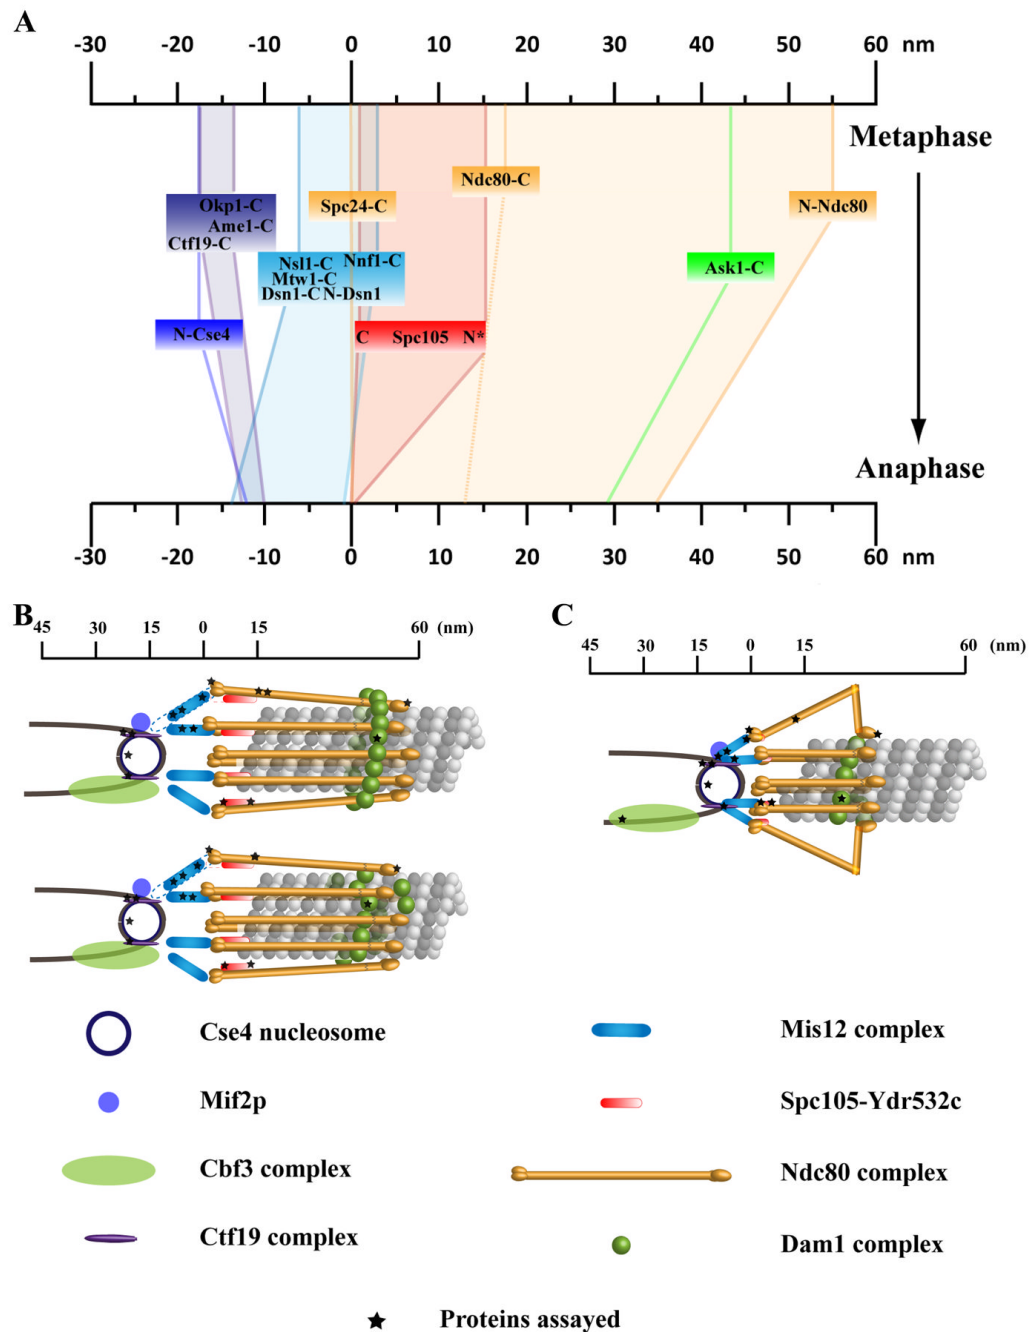 A
-30 -20 -10 0 10 20 30 40 50 60 nm
Metaphase
Ndc80-C
Okp1-C
Spc24-C
N-Ndc80
Ame1-C
Ctf19-C
Nsl1-C
Nnf1-C
Ask1-C
Mtw1-C
Dsn1-C N-Dsn1
N-Cse4
C Spc105 N*
Anaphase
-30 -20 -10 0 10 20 30 40 50 60 nm
B
45 30 15 0 15 60 (nm)
C
45 30 15 0 15 60 (nm)
Cse4 nucleosome
Mis12 complex
Mif2p
Spc105-Ydr532c
Cbf3 complex
Ndc80 complex
Ctf19 complex
Dam1 complex
Proteins assayed